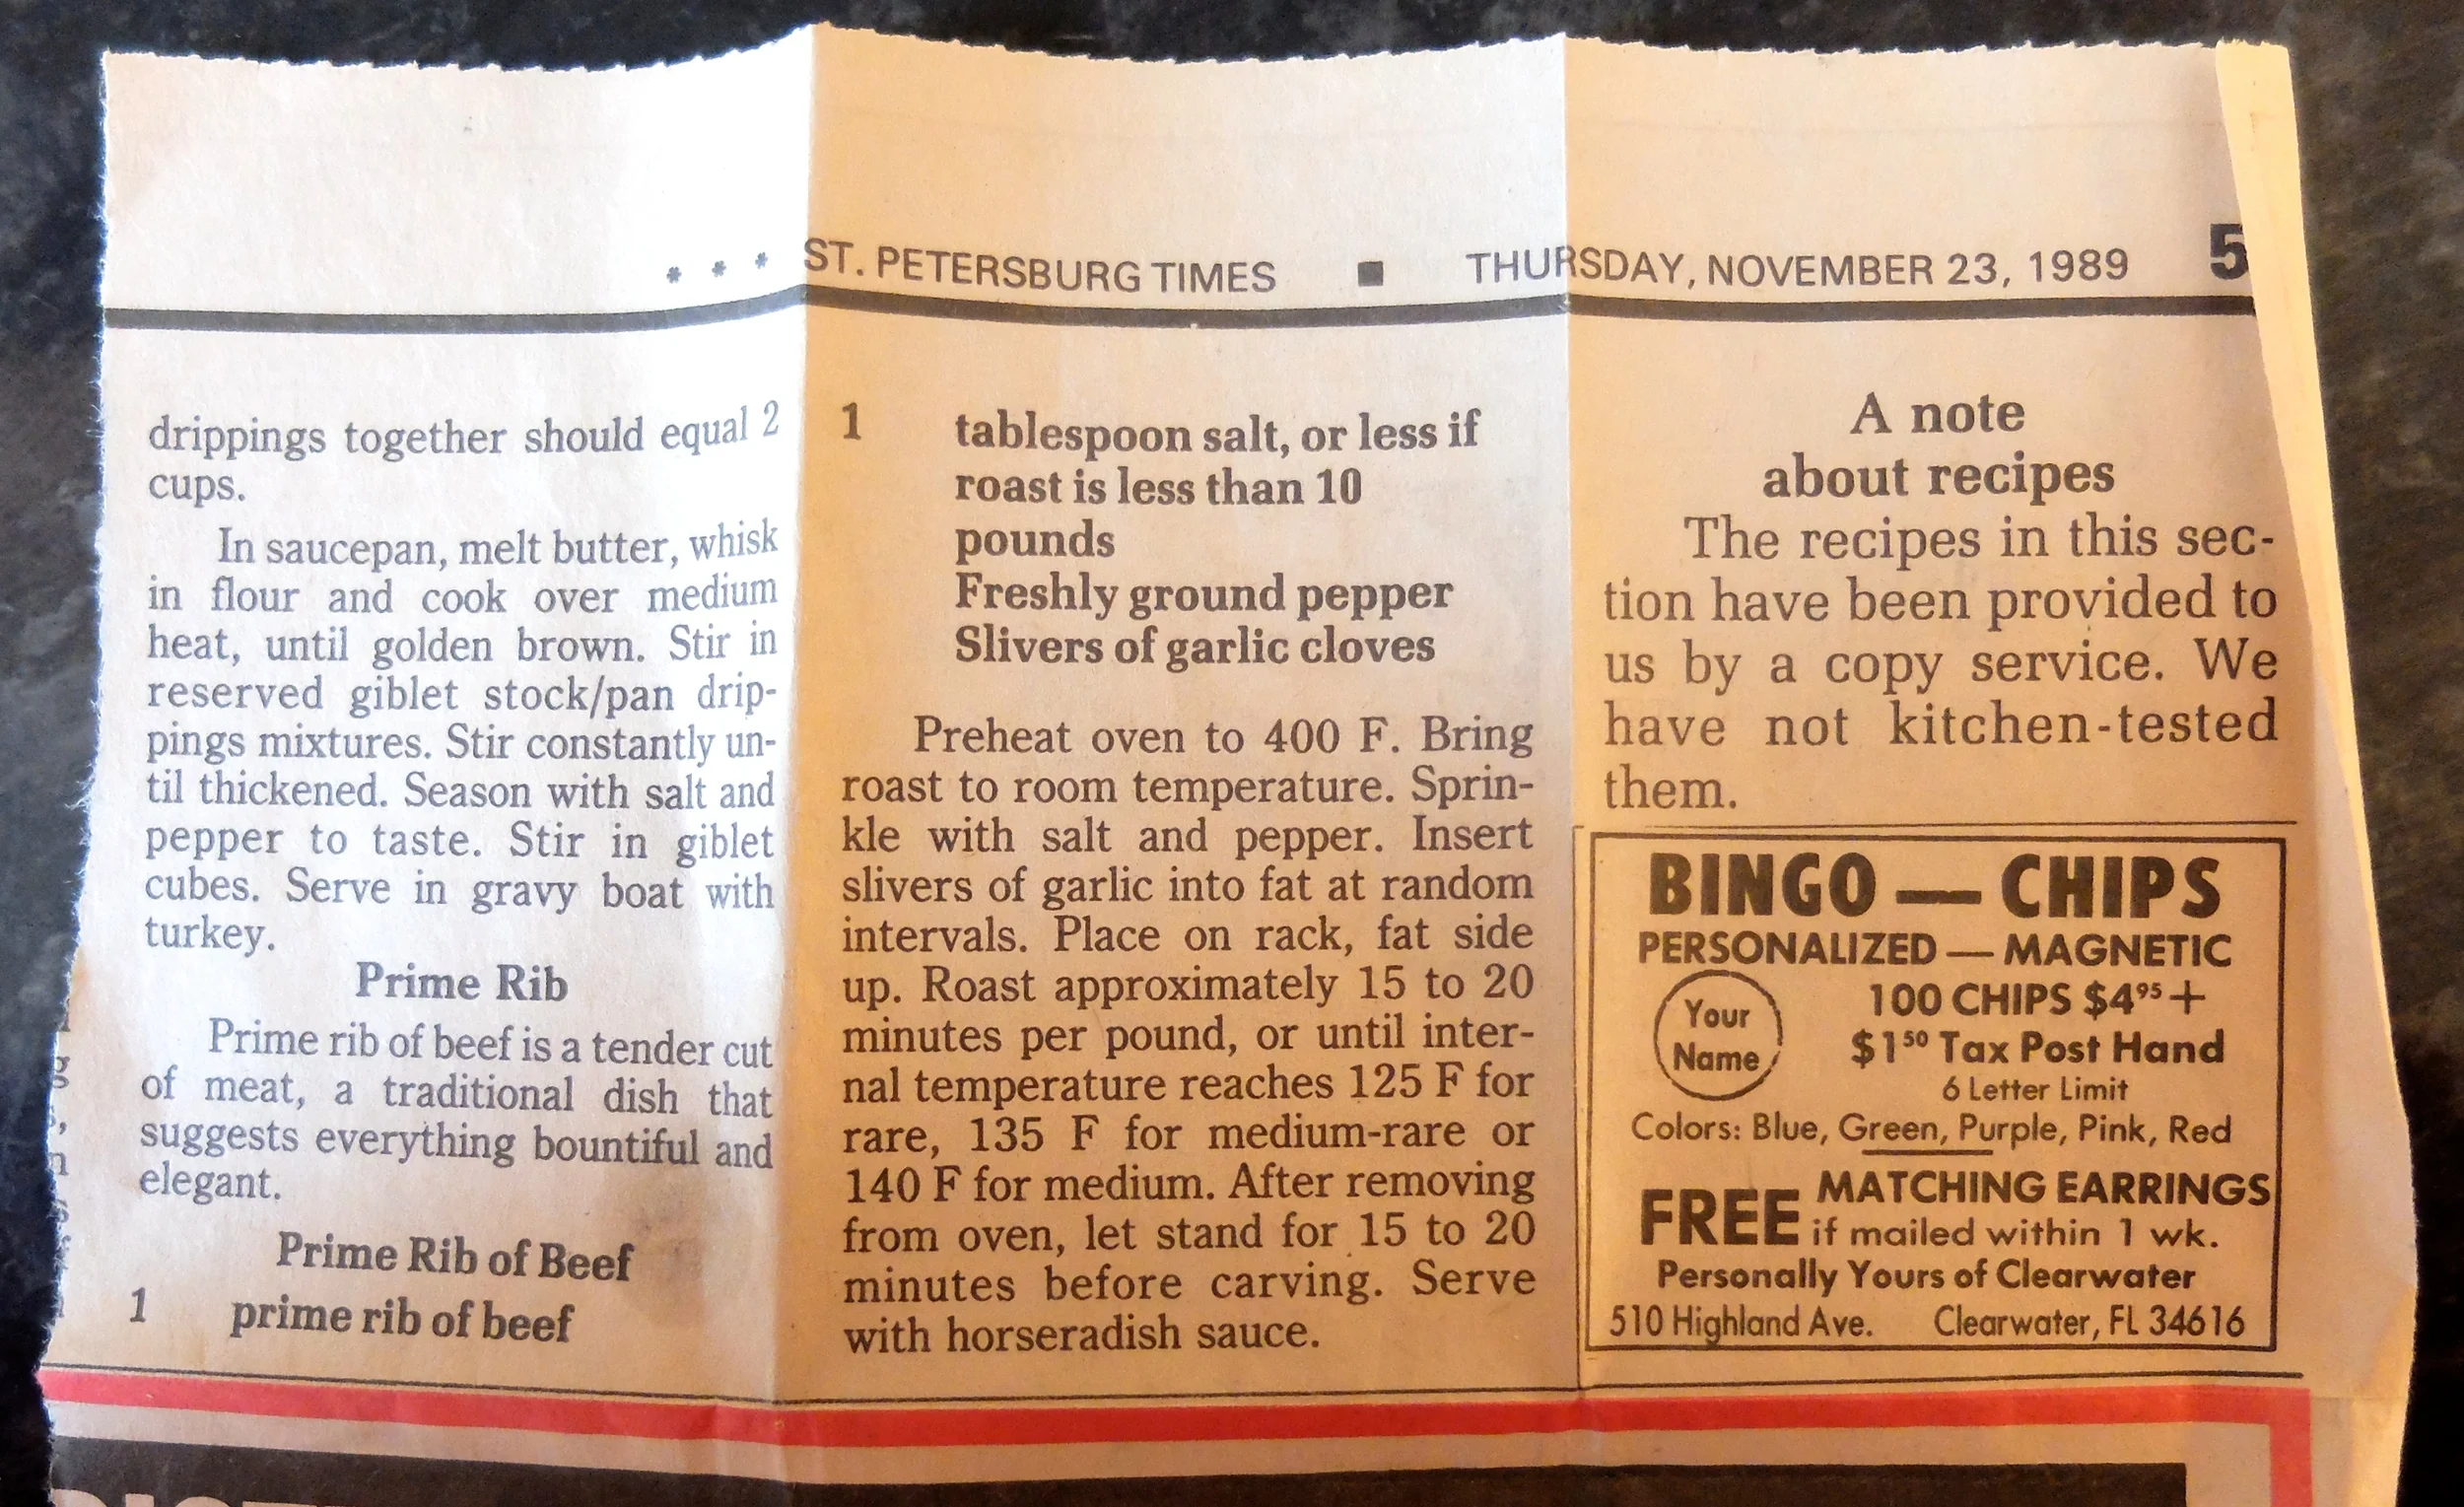 * * * ST. PETERSBURG TIMES ■ THURSDAY, NOVEMBER 23, 1989 5
drippings together should equal 2
cups.
In saucepan, melt butter, whisk
in flour and cook over medium
heat, until golden brown. Stir in
reserved giblet stock/pan drip-
pings mixtures. Stir constantly un-
til thickened. Season with salt and
pepper to taste. Stir in giblet
cubes. Serve in gravy boat with
turkey.
Prime Rib
Prime rib of beef is a tender cut
of meat, a traditional dish that
suggests everything bountiful and
elegant.
Prime Rib of Beef
1 prime rib of beef
1 tablespoon salt, or less if
roast is less than 10
pounds
Freshly ground pepper
Slivers of garlic cloves
Preheat oven to 400 F. Bring
roast to room temperature. Sprin-
kle with salt and pepper. Insert
slivers of garlic into fat at random
intervals. Place on rack, fat side
up. Roast approximately 15 to 20
minutes per pound, or until inter-
nal temperature reaches 125 F for
rare, 135 F for medium-rare or
140 F for medium. After removing
from oven, let stand for 15 to 20
minutes before carving. Serve
with horseradish sauce.
A note
about recipes
The recipes in this sec-
tion have been provided to
us by a copy service. We
have not kitchen-tested
them.
BINGO — CHIPS
PERSONALIZED — MAGNETIC
Your
Name
100 CHIPS $4⁹⁵ +
$1⁵⁰ Tax Post Hand
6 Letter Limit
Colors: Blue, Green, Purple, Pink, Red
FREE MATCHING EARRINGS
if mailed within 1 wk.
Personally Yours of Clearwater
510 Highland Ave. Clearwater, FL 34616